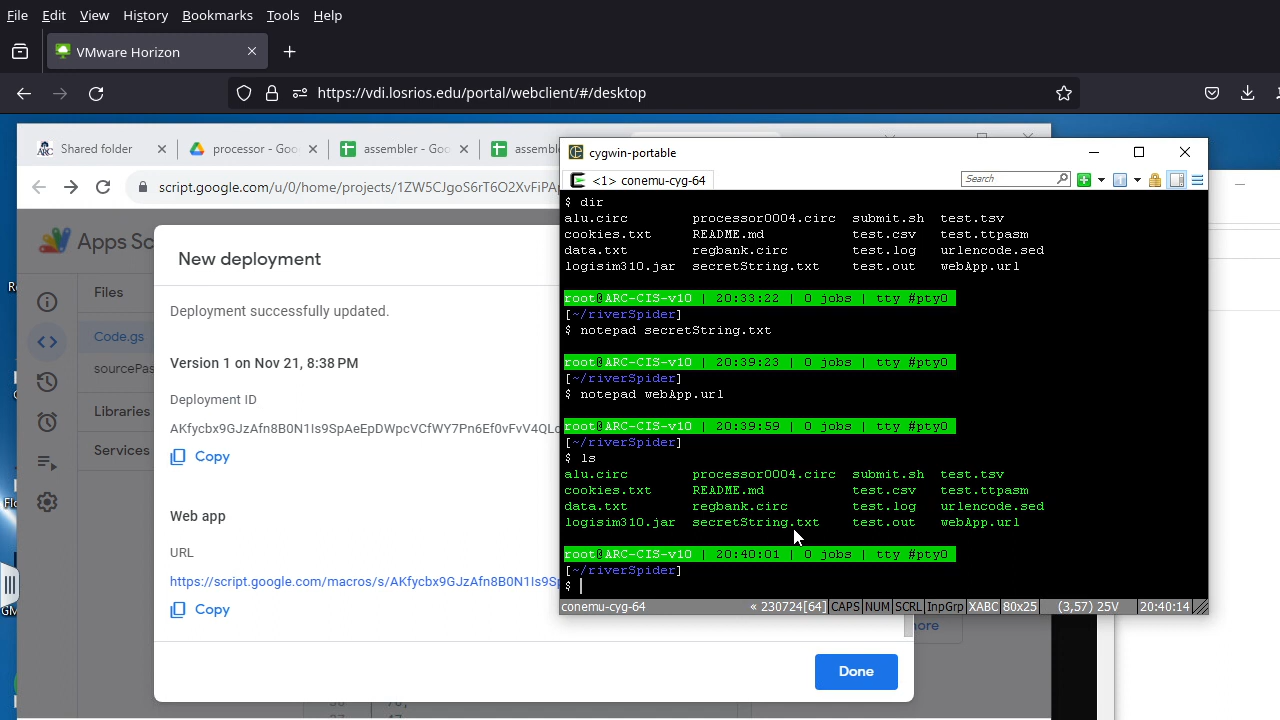 File Edit View History Bookmarks Tools Help
VMware Horizon
https://vdi.losrios.edu/portal/webclient/#/desktop
ARC Shared folder
processor - Goo
assembler - Goo
assemb
script.google.com/u/0/home/projects/1ZW5CJgoS6rT6O2XvFiPA
Apps Sc
Files
Code.gs
sourcePas
Libraries
Services
New deployment
Deployment successfully updated.
Version 1 on Nov 21, 8:38 PM
Deployment ID
AKfycbx9GJzAfn8B0N1Is9SpAeEpDWpcVCfWY7Pn6Ef0vFvV4QLc
Copy
Web app
URL
https://script.google.com/macros/s/AKfycbx9GJzAfn8B0N1Is9Sp
Copy
Done
ore
cygwin-portable
<1> conemu-cyg-64
Search
$ dir
alu.circ processor0004.circ submit.sh test.tsv
cookies.txt README.md test.csv test.ttpasm
data.txt regbank.circ test.log urlencode.sed
logisim310.jar secretString.txt test.out webApp.url
root@ARC-CIS-v10 | 20:33:22 | 0 jobs | tty #pty0
[~/riverSpider]
$ notepad secretString.txt
root@ARC-CIS-v10 | 20:39:23 | 0 jobs | tty #pty0
[~/riverSpider]
$ notepad webApp.url
root@ARC-CIS-v10 | 20:39:59 | 0 jobs | tty #pty0
[~/riverSpider]
$ ls
alu.circ processor0004.circ submit.sh test.tsv
cookies.txt README.md test.csv test.ttpasm
data.txt regbank.circ test.log urlencode.sed
logisim310.jar secretString.txt test.out webApp.url
root@ARC-CIS-v10 | 20:40:01 | 0 jobs | tty #pty0
[~/riverSpider]
$
conemu-cyg-64 « 230724[64] CAPS NUM SCRL InpGrp XABC 80x25 (3,57) 25V 20:40:14